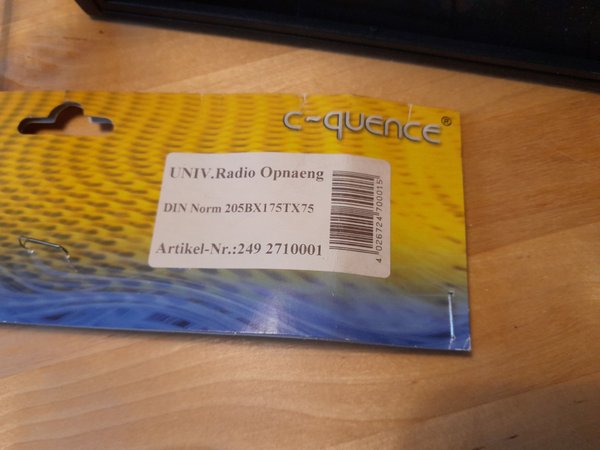 c-quence®
UNIV.Radio Opnaeng
DIN Norm 205BX175TX75
Artikel-Nr.:249 2710001
4 026724 700015